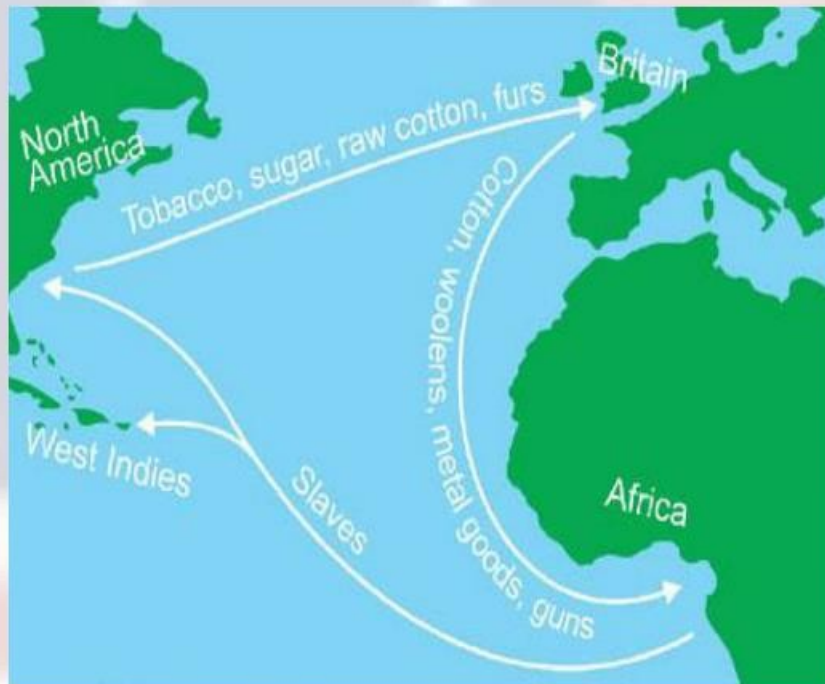 North
America
Tobacco, sugar, raw cotton, furs
Britain
Cotton, woolens, metal goods, guns
West Indies
Slaves
Africa